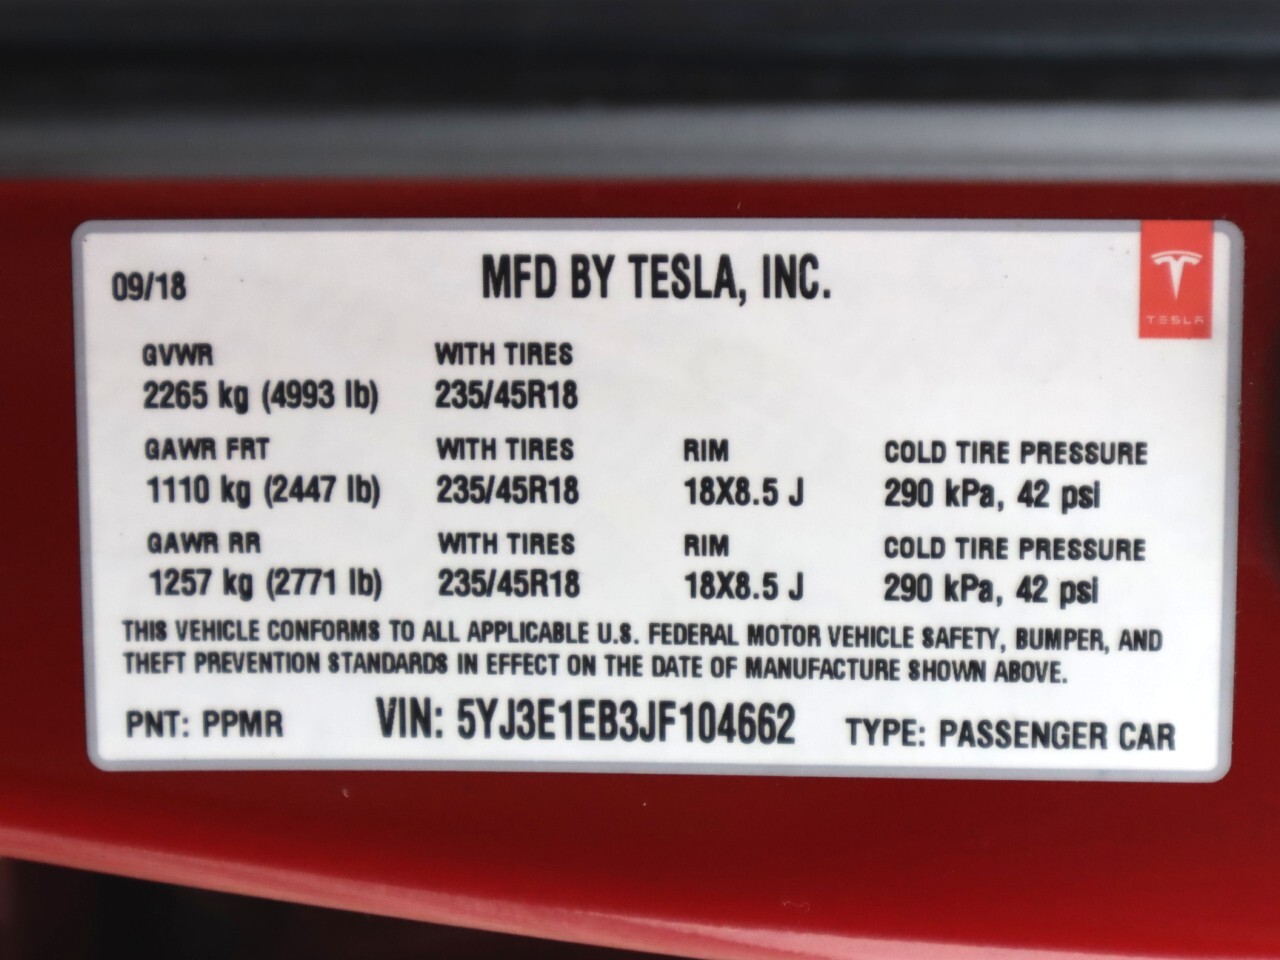 09/18 MFD BY TESLA, INC.
TESLA
GVWR WITH TIRES
2265 kg (4993 lb) 235/45R18
GAWR FRT WITH TIRES RIM COLD TIRE PRESSURE
1110 kg (2447 lb) 235/45R18 18X8.5 J 290 kPa, 42 psi
GAWR RR WITH TIRES RIM COLD TIRE PRESSURE
1257 kg (2771 lb) 235/45R18 18X8.5 J 290 kPa, 42 psi
THIS VEHICLE CONFORMS TO ALL APPLICABLE U.S. FEDERAL MOTOR VEHICLE SAFETY, BUMPER, AND
THEFT PREVENTION STANDARDS IN EFFECT ON THE DATE OF MANUFACTURE SHOWN ABOVE.
PNT: PPMR VIN: 5YJ3E1EB3JF104662 TYPE: PASSENGER CAR